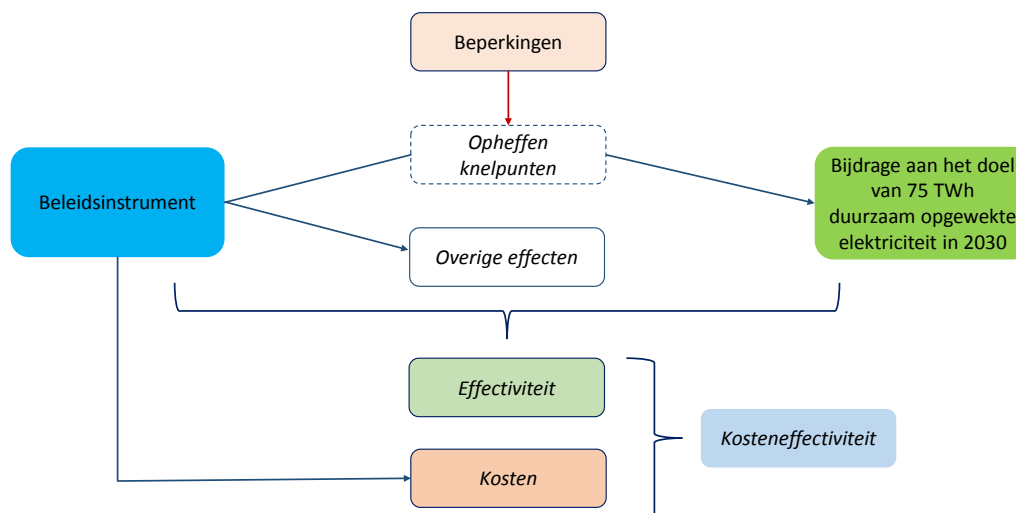 Beperkingen
Opheffen
knelpunten
Beleidsinstrument
Bijdrage aan het doel
van 75 TWh
duurzaam opgewekte
elektriciteit in 2030
Overige effecten
Effectiviteit
Kosteneffectiviteit
Kosten